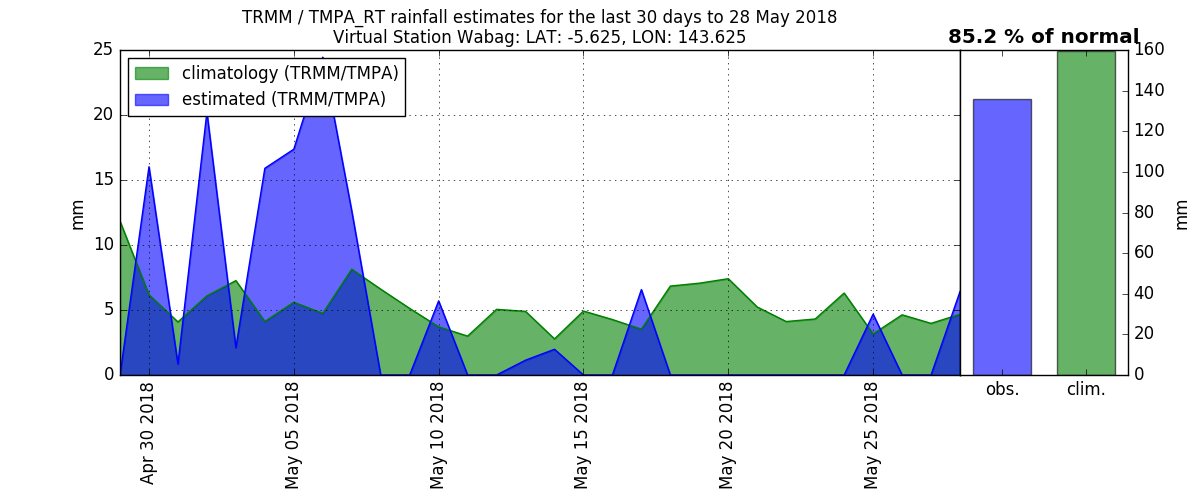 TRMM / TMPA_RT rainfall estimates for the last 30 days to 28 May 2018
Virtual Station Wabag: LAT: -5.625, LON: 143.625
85.2 % of normal
climatology (TRMM/TMPA)
estimated (TRMM/TMPA)
25
20
15
10
5
0
mm
Apr 30 2018
May 05 2018
May 10 2018
May 15 2018
May 20 2018
May 25 2018
obs.
clim.
160
140
120
100
80
60
40
20
0
mm